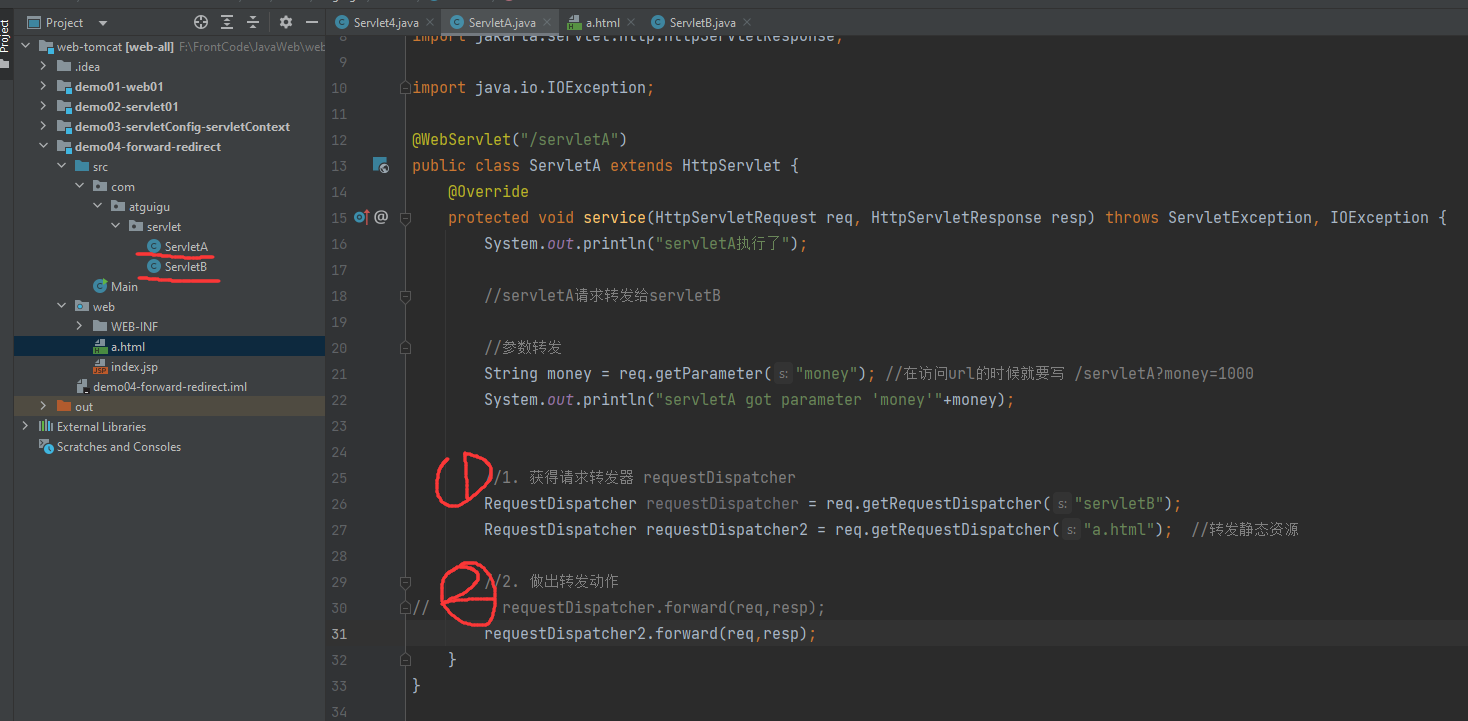 Project
Servlet4.java
ServletA.java
a.html
ServletB.java
Project
web-tomcat [web-all] F:\FrontCode\JavaWeb\web
.idea
demo01-web01
demo02-servlet01
demo03-servletConfig-servletContext
demo04-forward-redirect
src
com
atguigu
servlet
ServletA
ServletB
Main
web
WEB-INF
a.html
index.jsp
demo04-forward-redirect.iml
out
External Libraries
Scratches and Consoles
8 import jakarta.servlet.http.HttpServletResponse;
9
10 import java.io.IOException;
11
12 @WebServlet("/servletA")
13 public class ServletA extends HttpServlet {
14 @Override
15 @ protected void service(HttpServletRequest req, HttpServletResponse resp) throws ServletException, IOException {
16 System.out.println("servletA执行了");
17
18 //servletA请求转发给servletB
19
20 //参数转发
21 String money = req.getParameter( s: "money"); //在访问url的时候就要写 /servletA?money=1000
22 System.out.println("servletA got parameter 'money'"+money);
23
24
25 ① /1. 获得请求转发器 requestDispatcher
26 RequestDispatcher requestDispatcher = req.getRequestDispatcher( s: "servletB");
27 RequestDispatcher requestDispatcher2 = req.getRequestDispatcher( s: "a.html"); //转发静态资源
28
29 ② //2. 做出转发动作
30 // requestDispatcher.forward(req,resp);
31 requestDispatcher2.forward(req,resp);
32 }
33 }
34